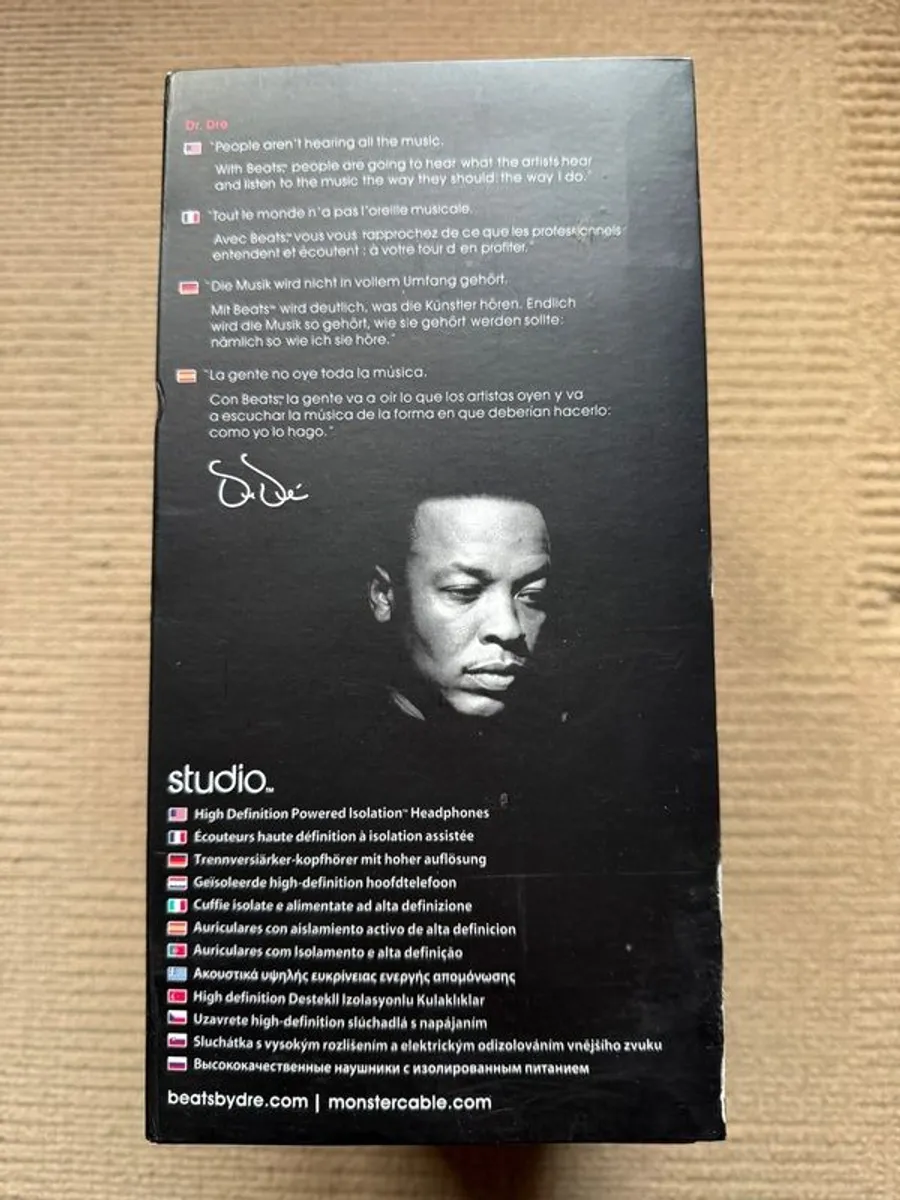 Dr. Dre
"People aren't hearing all the music.
With Beats,™ people are going to hear what the artists hear
and listen to the music the way they should: the way I do."
"Tout le monde n'a pas l'oreille musicale.
Avec Beats,™ vous vous rapprochez de ce que les professionnels
entendent et écoutent : à votre tour d'en profiter."
"Die Musik wird nicht in vollem Umfang gehört.
Mit Beats™ wird deutlich, was die Künstler hören. Endlich
wird die Musik so gehört, wie sie gehört werden sollte:
nämlich so wie ich sie höre."
"La gente no oye toda la música.
Con Beats,™ la gente va a oír lo que los artistas oyen y va
a escuchar la música de la forma en que deberían hacerlo:
como yo lo hago."
Dr. Dre
studio™
High Definition Powered Isolation™ Headphones
Écouteurs haute définition à isolation assistée
Trennversiärker-kopfhörer mit hoher auflösung
Geïsoleerde high-definition hoofdtelefoon
Cuffie isolate e alimentate ad alta definizione
Auriculares con aislamiento activo de alta definicion
Auriculares com Isolamento e alta definição
Ακουστικά υψηλής ευκρίνειας ενεργής απομόνωσης
High definition Destekli Izolasyonlu Kulaklıklar
Uzavrete high-definition slúchadlá s napájaním
Sluchátka s vysokým rozlišením a elektrickým odizolováním vnějšího zvuku
Высококачественные наушники с изолированным питанием
beatsbydre.com | monstercable.com